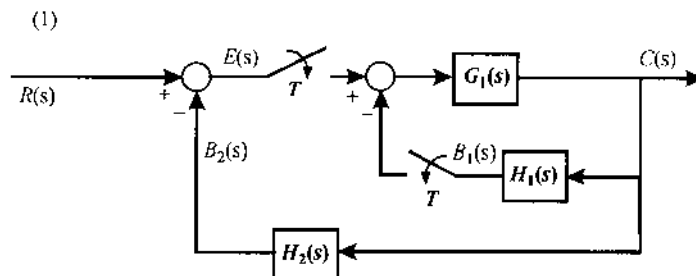 (1)
R(s)
+
−
E(s)
T
+
−
G₁(s)
C(s)
B₂(s)
B₁(s)
T
H₁(s)
H₂(s)